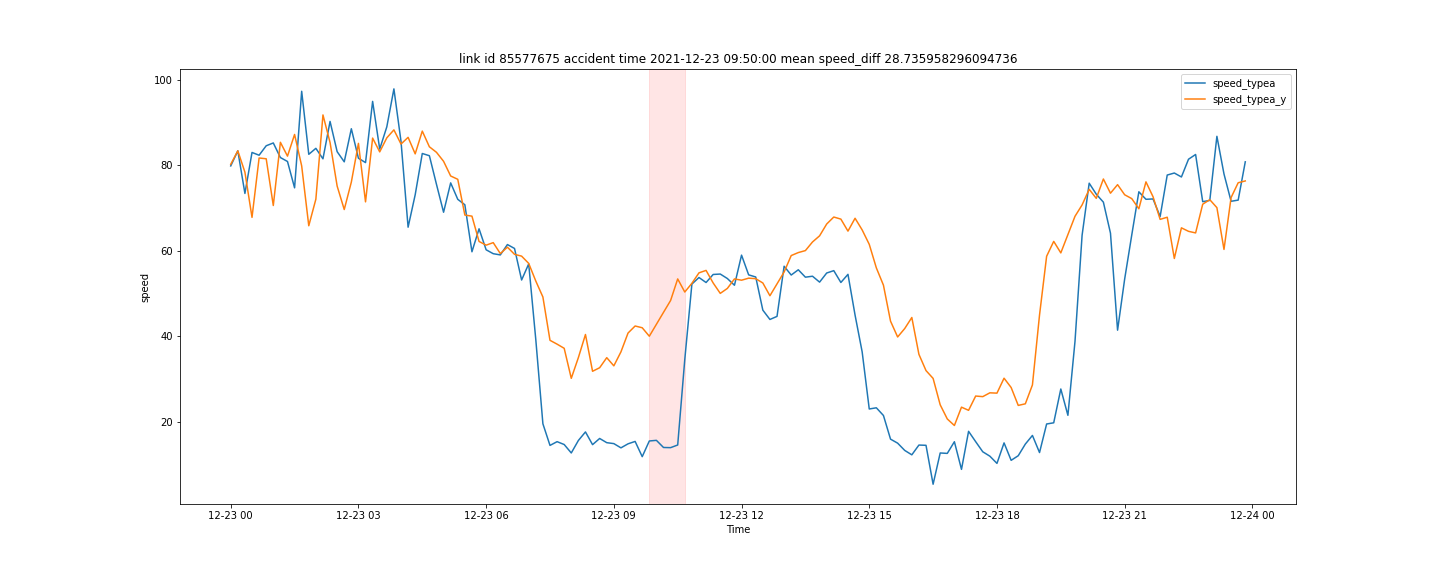 link id 85577675 accident time 2021-12-23 09:50:00 mean speed_diff 28.735958296094736
speed_typea
speed_typea_y
100
80
60
40
20
speed
12-23 00
12-23 03
12-23 06
12-23 09
12-23 12
12-23 15
12-23 18
12-23 21
12-24 00
Time